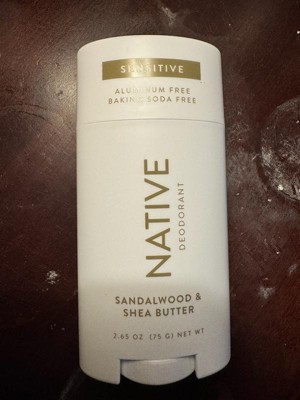 SENSITIVE
ALUMINUM FREE
BAKING SODA FREE
NATIVE
DEODORANT
SANDALWOOD &
SHEA BUTTER
2.65 OZ (75 G) NET WT